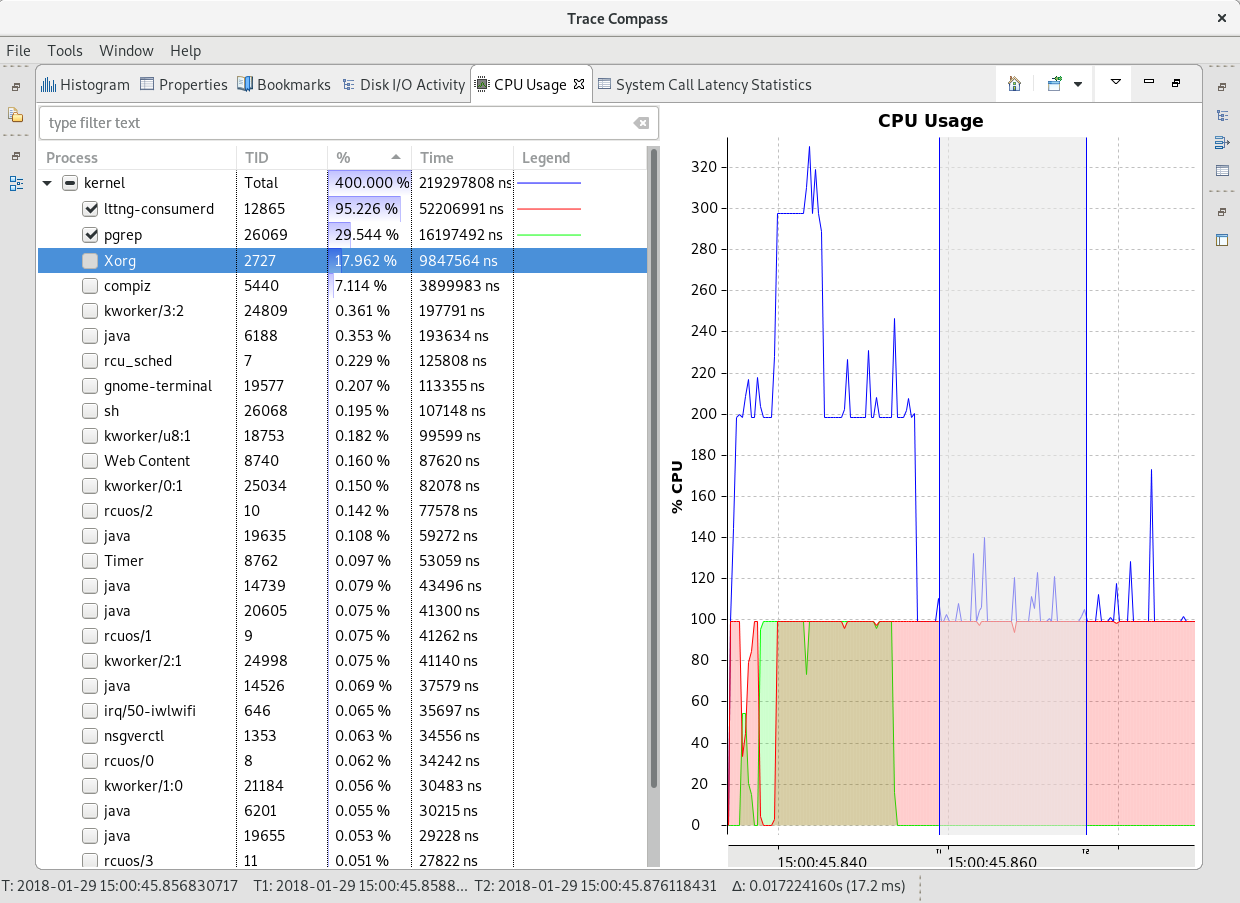 Trace Compass
File Tools Window Help
Histogram Properties Bookmarks Disk I/O Activity CPU Usage System Call Latency Statistics
type filter text
Process TID % Time Legend
kernel Total 400.000 % 219297808 ns
lttng-consumerd 12865 95.226 % 52206991 ns
pgrep 26069 29.544 % 16197492 ns
Xorg 2727 17.962 % 9847564 ns
compiz 5440 7.114 % 3899983 ns
kworker/3:2 24809 0.361 % 197791 ns
java 6188 0.353 % 193634 ns
rcu_sched 7 0.229 % 125808 ns
gnome-terminal 19577 0.207 % 113355 ns
sh 26068 0.195 % 107148 ns
kworker/u8:1 18753 0.182 % 99599 ns
Web Content 8740 0.160 % 87620 ns
kworker/0:1 25034 0.150 % 82078 ns
rcuos/2 10 0.142 % 77578 ns
java 19635 0.108 % 59272 ns
Timer 8762 0.097 % 53059 ns
java 14739 0.079 % 43496 ns
java 20605 0.075 % 41300 ns
rcuos/1 9 0.075 % 41262 ns
kworker/2:1 24998 0.075 % 41140 ns
java 14526 0.069 % 37579 ns
irq/50-iwlwifi 646 0.065 % 35697 ns
nsgverctl 1353 0.063 % 34556 ns
rcuos/0 8 0.062 % 34242 ns
kworker/1:0 21184 0.056 % 30483 ns
java 6201 0.055 % 30215 ns
java 19655 0.053 % 29228 ns
rcuos/3 11 0.051 % 27822 ns
CPU Usage
% CPU
320
300
280
260
240
220
200
180
160
140
120
100
80
60
40
20
0
T1 T2
15:00:45.840 15:00:45.860
T: 2018-01-29 15:00:45.856830717 T1: 2018-01-29 15:00:45.8588... T2: 2018-01-29 15:00:45.876118431 Δ: 0.017224160s (17.2 ms)